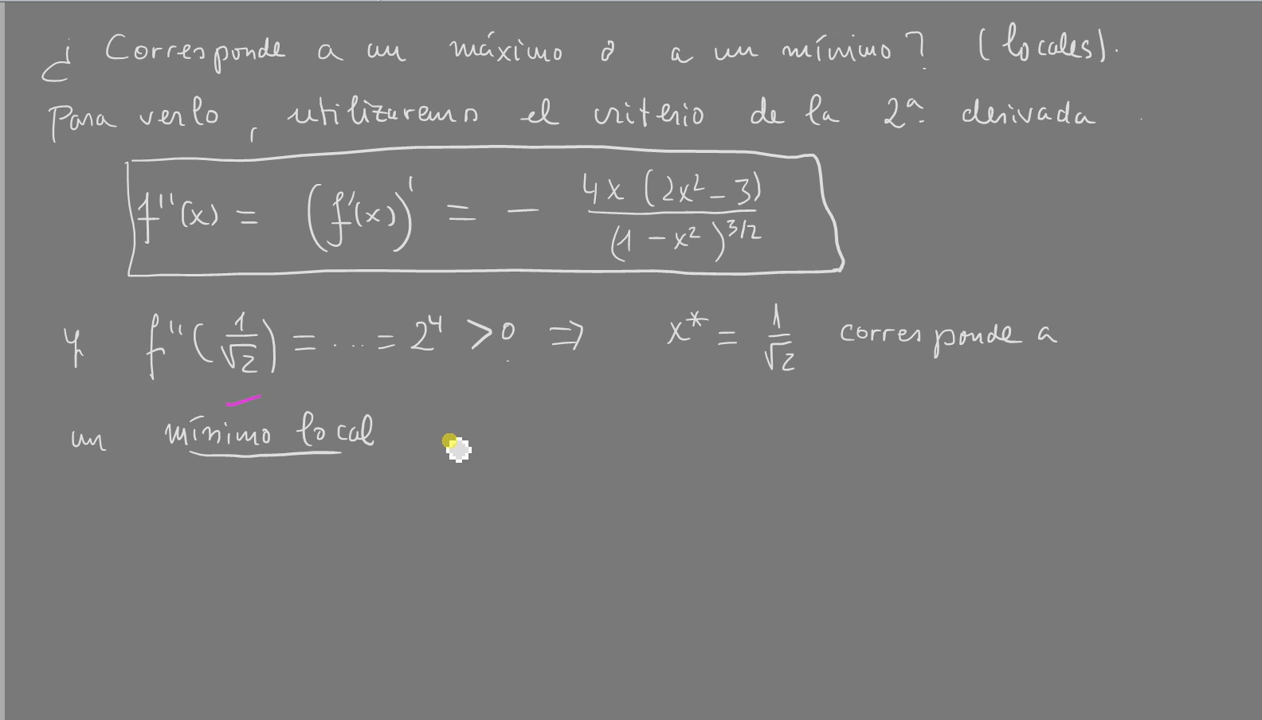 ¿ Corresponde a un máximo o a un mínimo? (locales).
Para verlo, utilizaremos el criterio de la 2ª derivada
f''(x) = (f'(x))' = - 4x (2x² - 3) / (1 - x²)^3/2
y f''(1/√2) = ... = 2⁴ > 0 ⇒ x* = 1/√2 corresponde a
un mínimo local